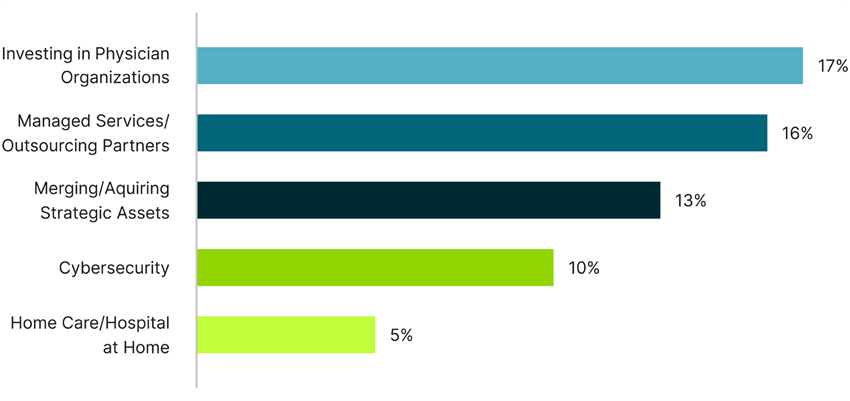 Investing in Physician
Organizations
17%
Managed Services/
Outsourcing Partners
16%
Merging/Aquiring
Strategic Assets
13%
Cybersecurity
10%
Home Care/Hospital
at Home
5%